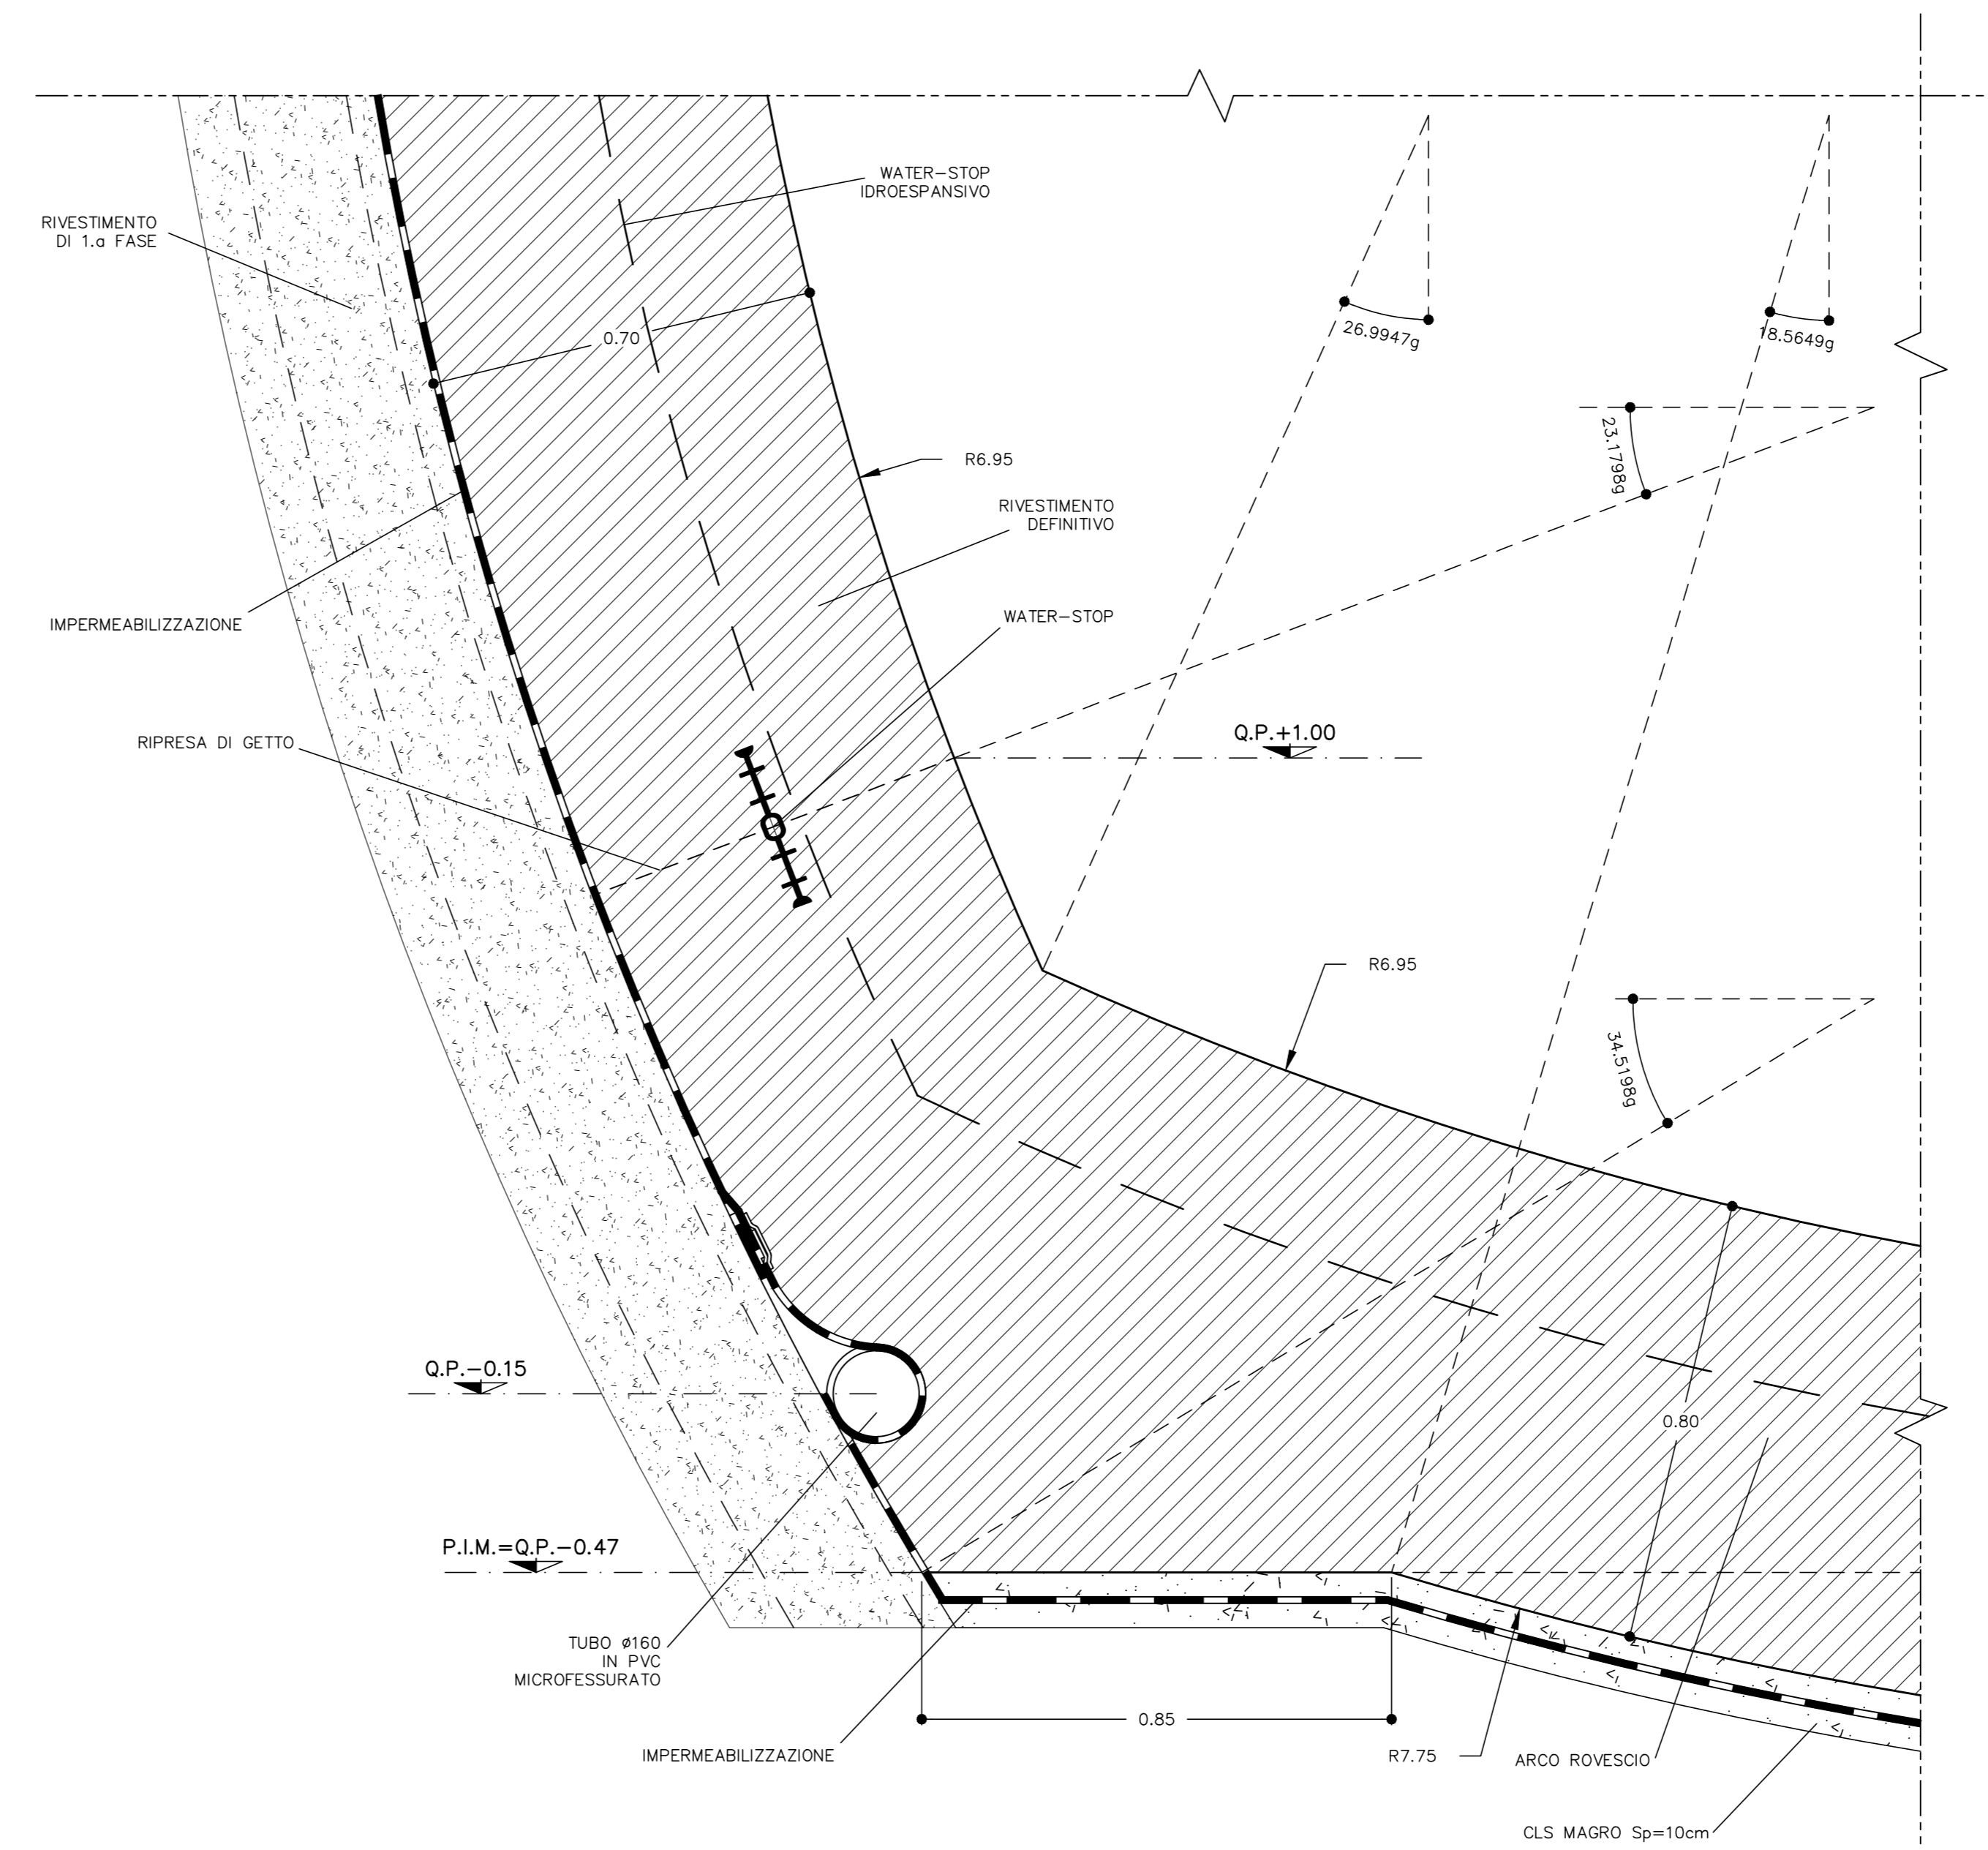 WATER-STOP
IDROESPANSIVO
RIVESTIMENTO
DI 1.a FASE
26.9947g
18.5649g
0.70
23.1798g
R6.95
RIVESTIMENTO
DEFINITIVO
WATER-STOP
IMPERMEABILIZZAZIONE
Q.P.+1.00
RIPRESA DI GETTO
R6.95
34.5198g
Q.P.-0.15
0.80
P.I.M.=Q.P.-0.47
TUBO ø160
IN PVC
MICROFESSURATO
0.85
IMPERMEABILIZZAZIONE
R7.75
ARCO ROVESCIO
CLS MAGRO Sp=10cm